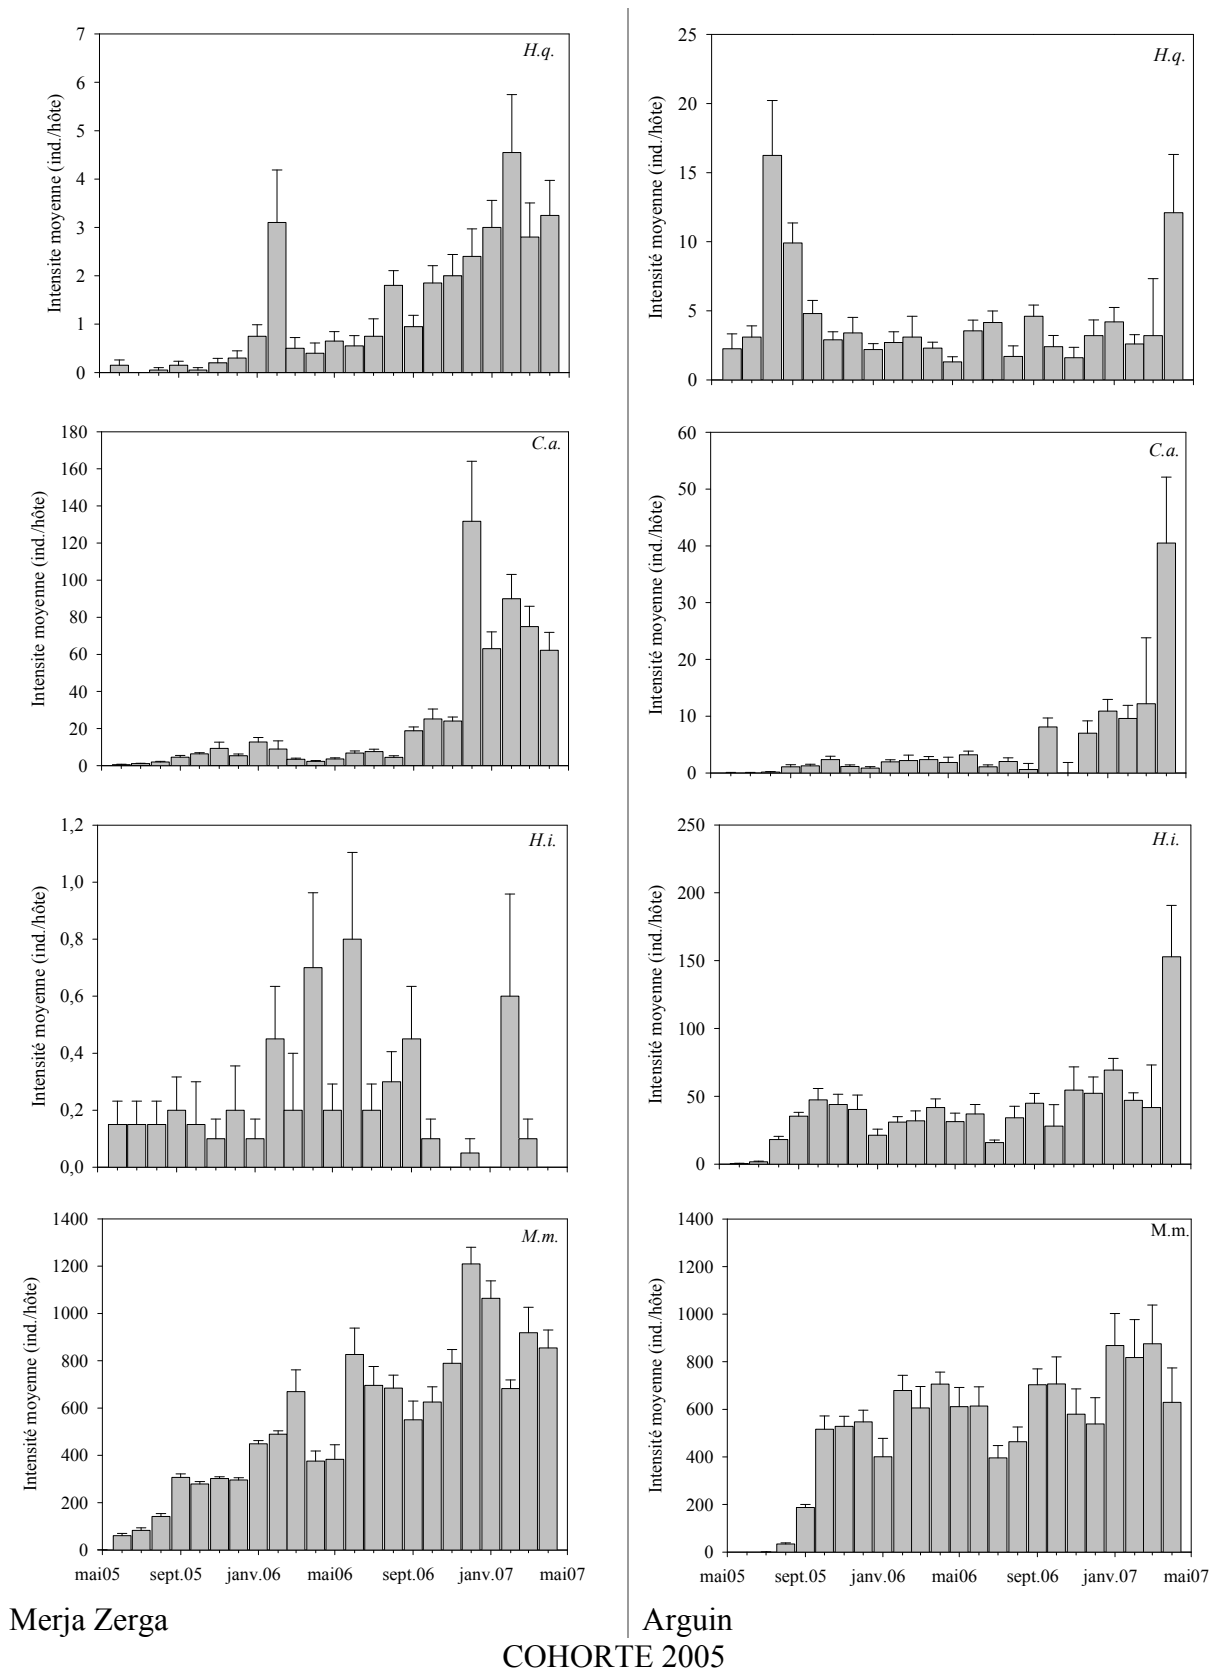 H.q.
Intensite moyenne (ind./hôte)
7
6
5
4
3
2
1
0
H.q.
Intensité moyenne (ind./hôte)
25
20
15
10
5
0
C.a.
Intensite moyenne (ind./hôte)
180
160
140
120
100
80
60
40
20
0
C.a.
Intensité moyenne (ind./hôte)
60
50
40
30
20
10
0
H.i.
Intensité moyenne (ind./hôte)
1,2
1,0
0,8
0,6
0,4
0,2
0,0
H.i.
Intensité moyenne (ind./hôte)
250
200
150
100
50
0
M.m.
Intensité moyenne (ind./hôte)
1400
1200
1000
800
600
400
200
0
mai05 sept.05 janv.06 mai06 sept.06 janv.07 mai07
M.m.
Intensité moyenne (ind./hôte)
1400
1200
1000
800
600
400
200
0
mai05 sept.05 janv.06 mai06 sept.06 janv.07 mai07
Merja Zerga
Arguin
COHORTE 2005